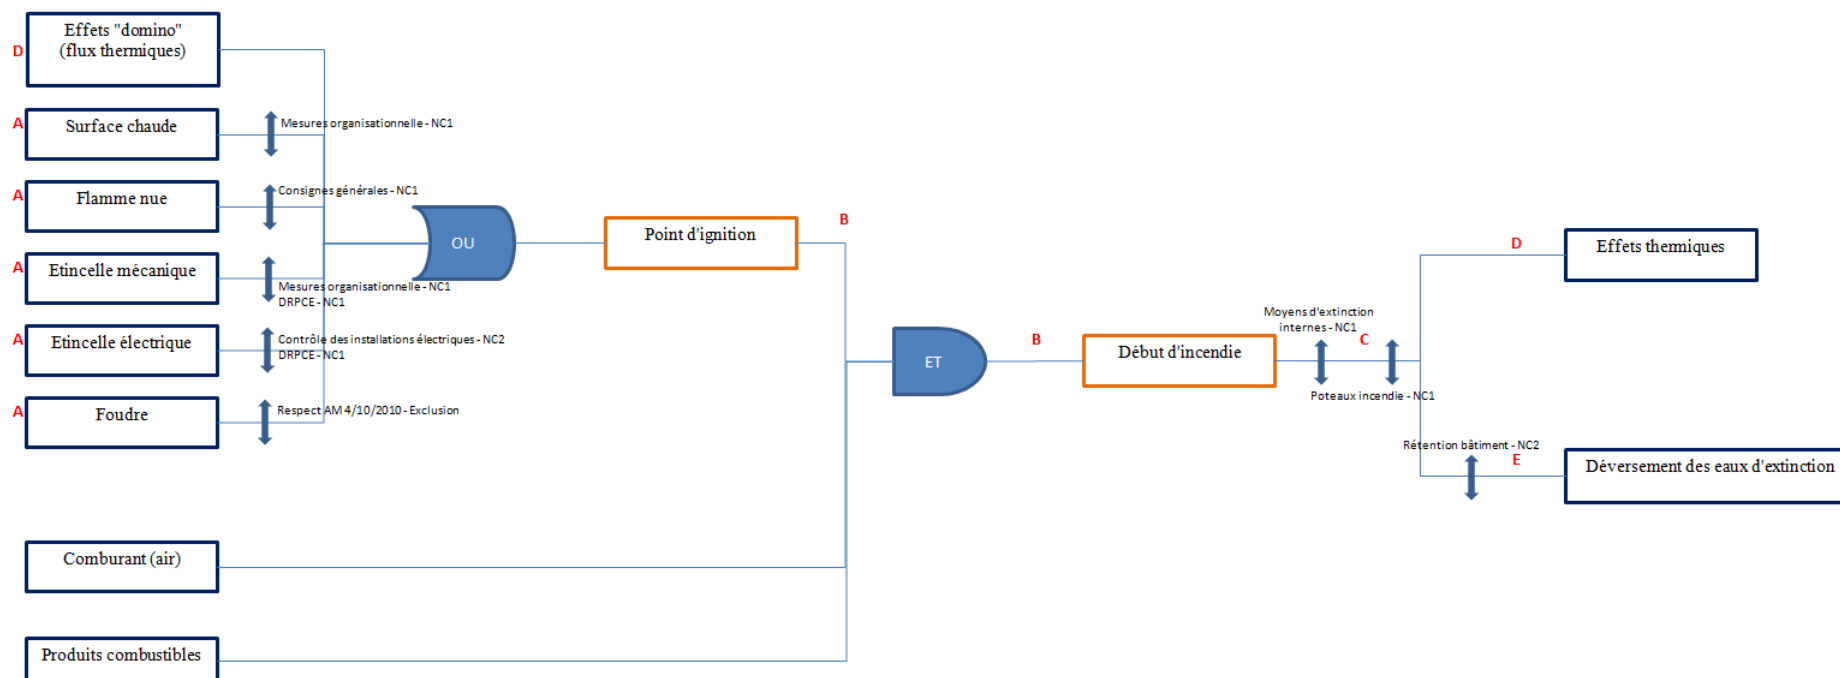 Effets "domino"
(flux thermiques)
D
Surface chaude
A
Mesures organisationnelle - NC1
Flamme nue
A
Consignes générales - NC1
OU
Point d'ignition
B
Etincelle mécanique
A
Mesures organisationnelle - NC1
DRPCE - NC1
Etincelle électrique
A
Contrôle des installations électriques - NC2
DRPCE - NC1
Foudre
A
Respect AM 4/10/2010 - Exclusion
Comburant (air)
Produits combustibles
ET
B
Début d'incendie
Moyens d'extinction
internes - NC1
C
Poteaux incendie - NC1
D
Effets thermiques
Rétention bâtiment - NC2
E
Déversement des eaux d'extinction